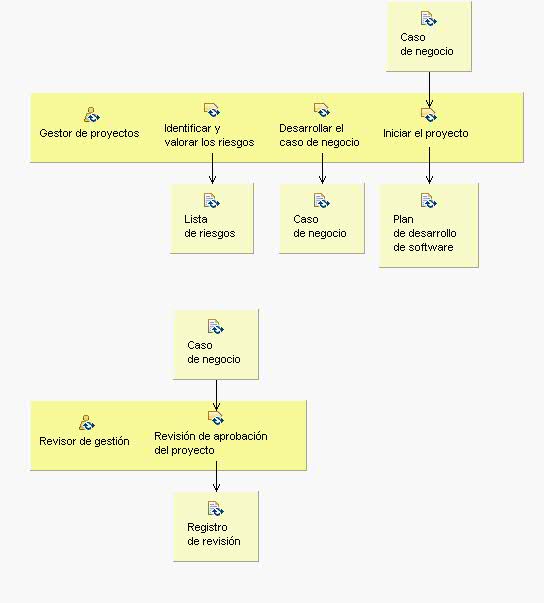 Caso
de negocio
Gestor de proyectos
Identificar y
valorar los riesgos
Desarrollar el
caso de negocio
Iniciar el proyecto
Lista
de riesgos
Caso
de negocio
Plan
de desarrollo
de software
Caso
de negocio
Revisor de gestión
Revisión de aprobación
del proyecto
Registro
de revisión